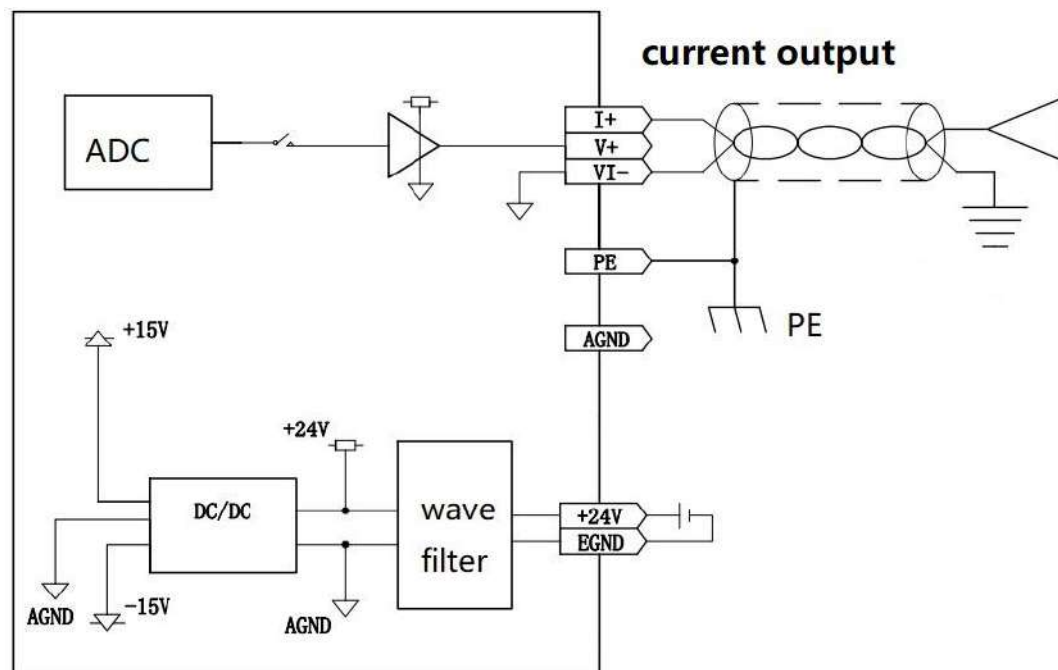 current output
ADC
I+
V+
VI-
PE
PE
AGND
+15V
+24V
DC/DC
wave
filter
+24V
EGND
AGND
-15V
AGND